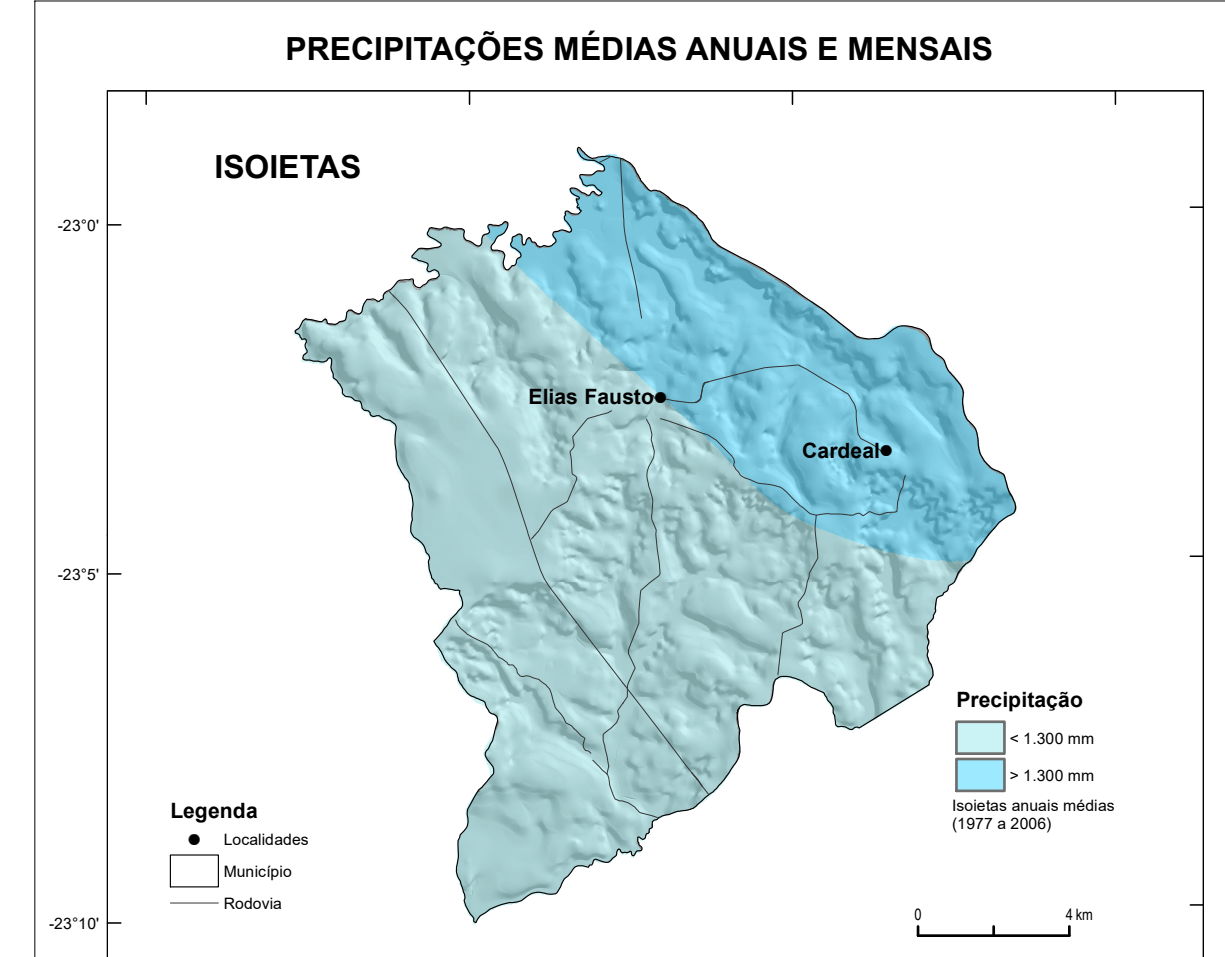 PRECIPITAÇÕES MÉDIAS ANUAIS E MENSAIS
ISOIETAS
-23°0'
Elias Fausto
Cardeal
-23°5'
Precipitação
< 1.300 mm
> 1.300 mm
Isoietas anuais médias
(1977 a 2006)
Legenda
Localidades
Município
Rodovia
0 4 km
-23°10'